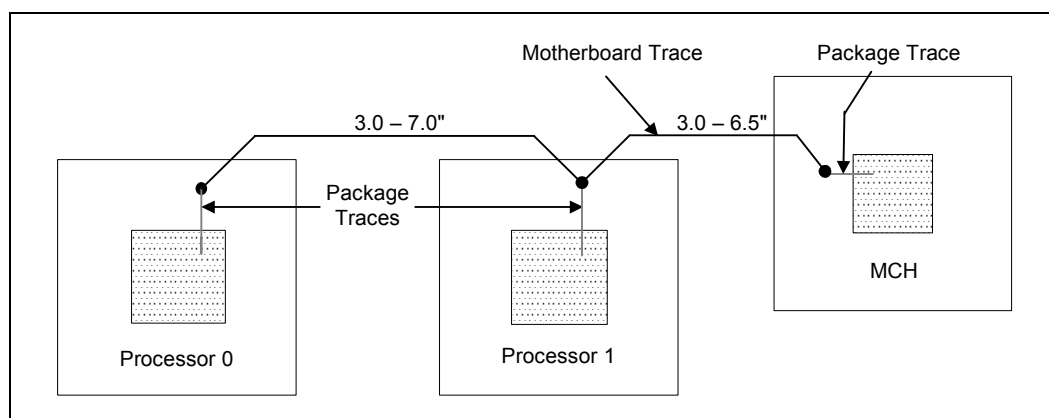 Motherboard Trace
Package Trace
3.0 – 7.0"
3.0 – 6.5"
Package
Traces
MCH
Processor 0
Processor 1